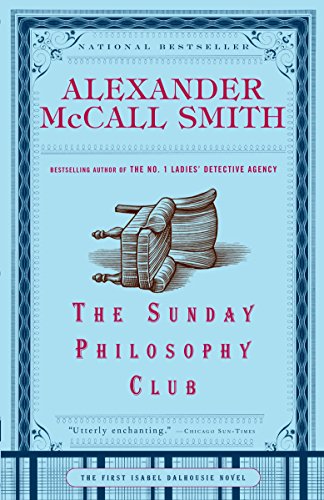 NATIONAL BESTSELLER
ALEXANDER
McCALL SMITH
BESTSELLING AUTHOR OF THE NO. 1 LADIES' DETECTIVE AGENCY
THE SUNDAY
PHILOSOPHY
CLUB
"Utterly enchanting." —CHICAGO SUN-TIMES
THE FIRST ISABEL DALHOUSIE NOVEL